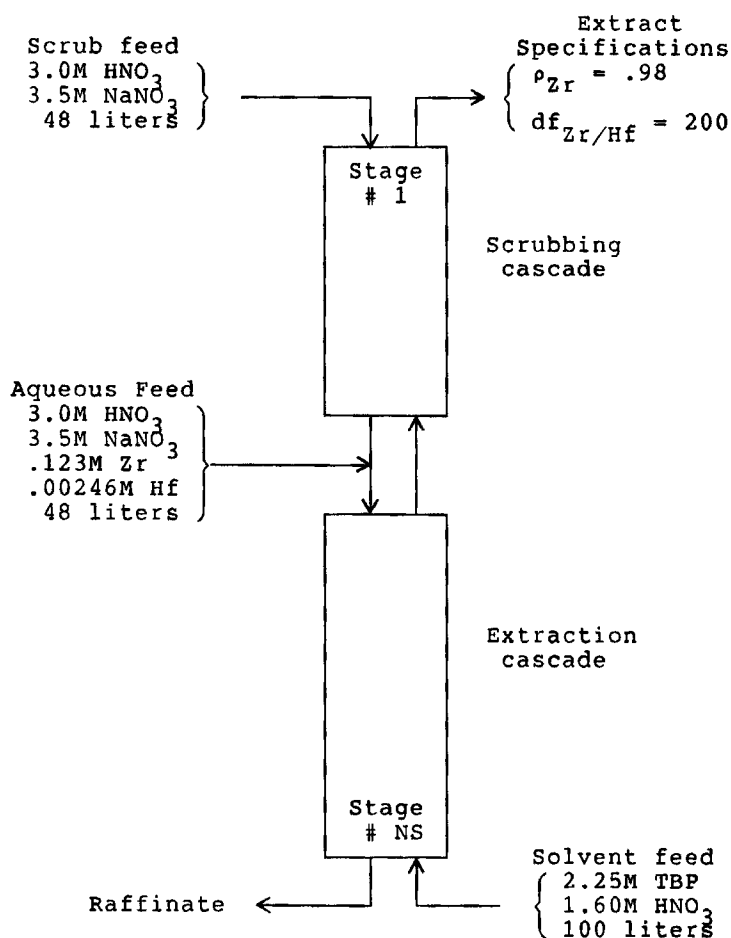 Scrub feed
3.0M HNO3
3.5M NaNO3
48 liters
Extract
Specifications
ρZr = .98
dfZr/Hf = 200
Stage
# 1
Scrubbing
cascade
Aqueous Feed
3.0M HNO3
3.5M NaNO3
.123M Zr
.00246M Hf
48 liters
Extraction
cascade
Stage
# NS
Solvent feed
2.25M TBP
1.60M HNO3
100 liters
Raffinate